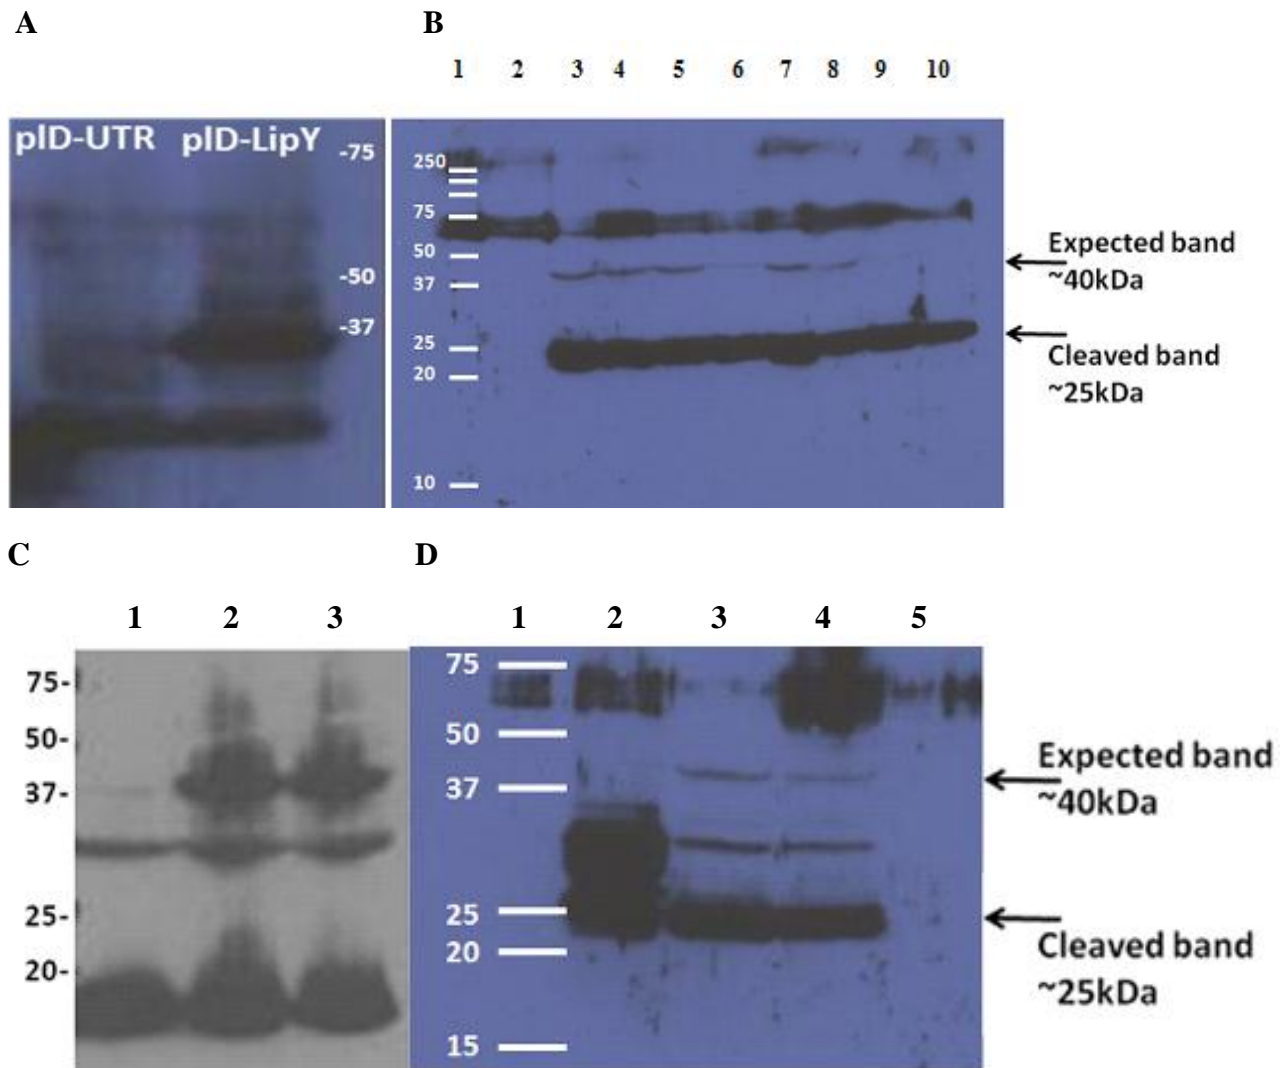 A
B
1 2 3 4 5 6 7 8 9 10
pID-UTR pID-LipY
-75
-50
-37
250
75
50
37
25
20
10
Expected band
~40kDa
Cleaved band
~25kDa
C
D
1 2 3
1 2 3 4 5
75-
50-
37-
25-
20-
75
50
37
25
20
15
Expected band
~40kDa
Cleaved band
~25kDa